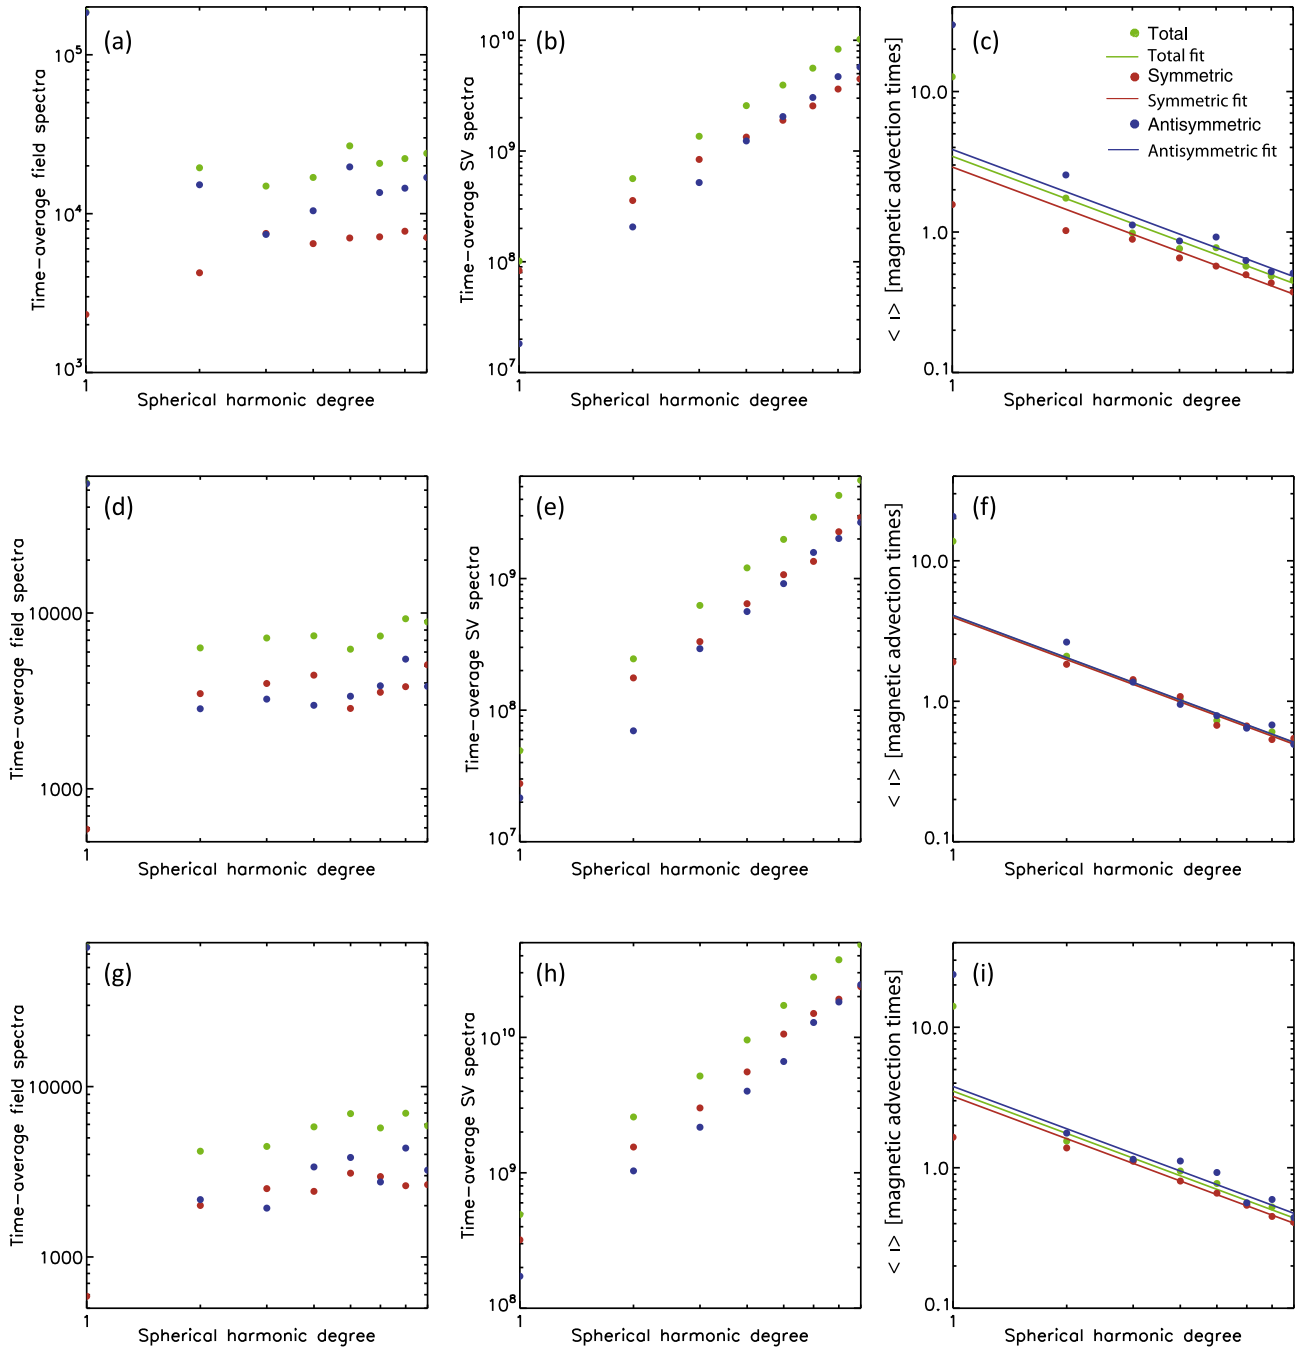 (a)
Time-average field spectra
10^5
10^4
10^3
1
Spherical harmonic degree
(b)
Time-average SV spectra
10^10
10^9
10^8
10^7
1
Spherical harmonic degree
(c)
< τ> [magnetic advection times]
10.0
1.0
0.1
1
Spherical harmonic degree
Total
Total fit
Symmetric
Symmetric fit
Antisymmetric
Antisymmetric fit
(d)
Time-average field spectra
10000
1000
1
Spherical harmonic degree
(e)
Time-average SV spectra
10^9
10^8
10^7
1
Spherical harmonic degree
(f)
< τ> [magnetic advection times]
10.0
1.0
0.1
1
Spherical harmonic degree
(g)
Time-average field spectra
10000
1000
1
Spherical harmonic degree
(h)
Time-average SV spectra
10^10
10^9
10^8
1
Spherical harmonic degree
(i)
< τ> [magnetic advection times]
10.0
1.0
0.1
1
Spherical harmonic degree